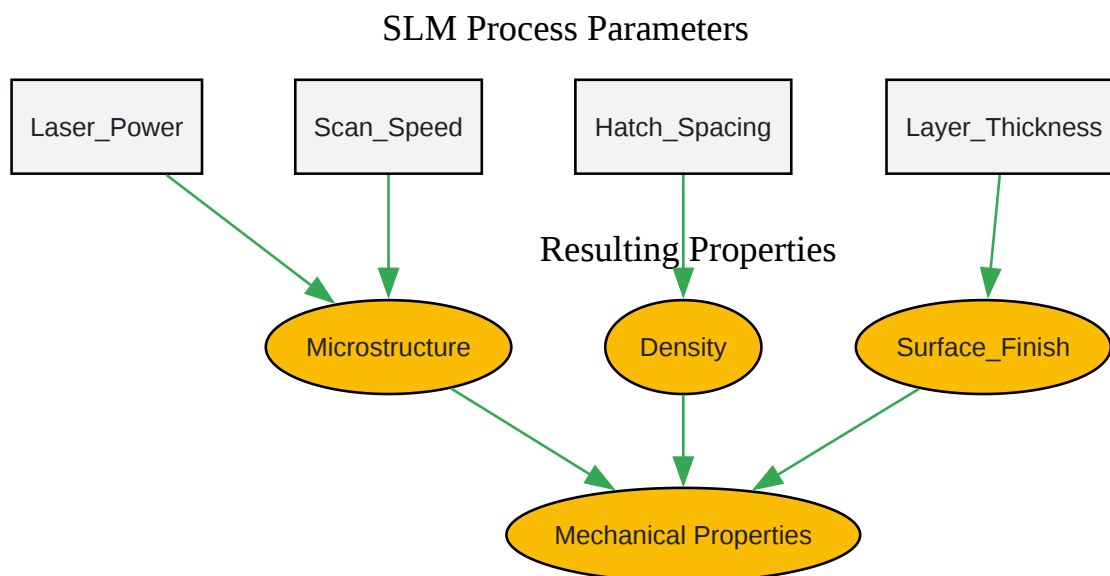 SLM Process Parameters
Laser_Power
Scan_Speed
Hatch_Spacing
Layer_Thickness
Resulting Properties
Microstructure
Density
Surface_Finish
Mechanical Properties